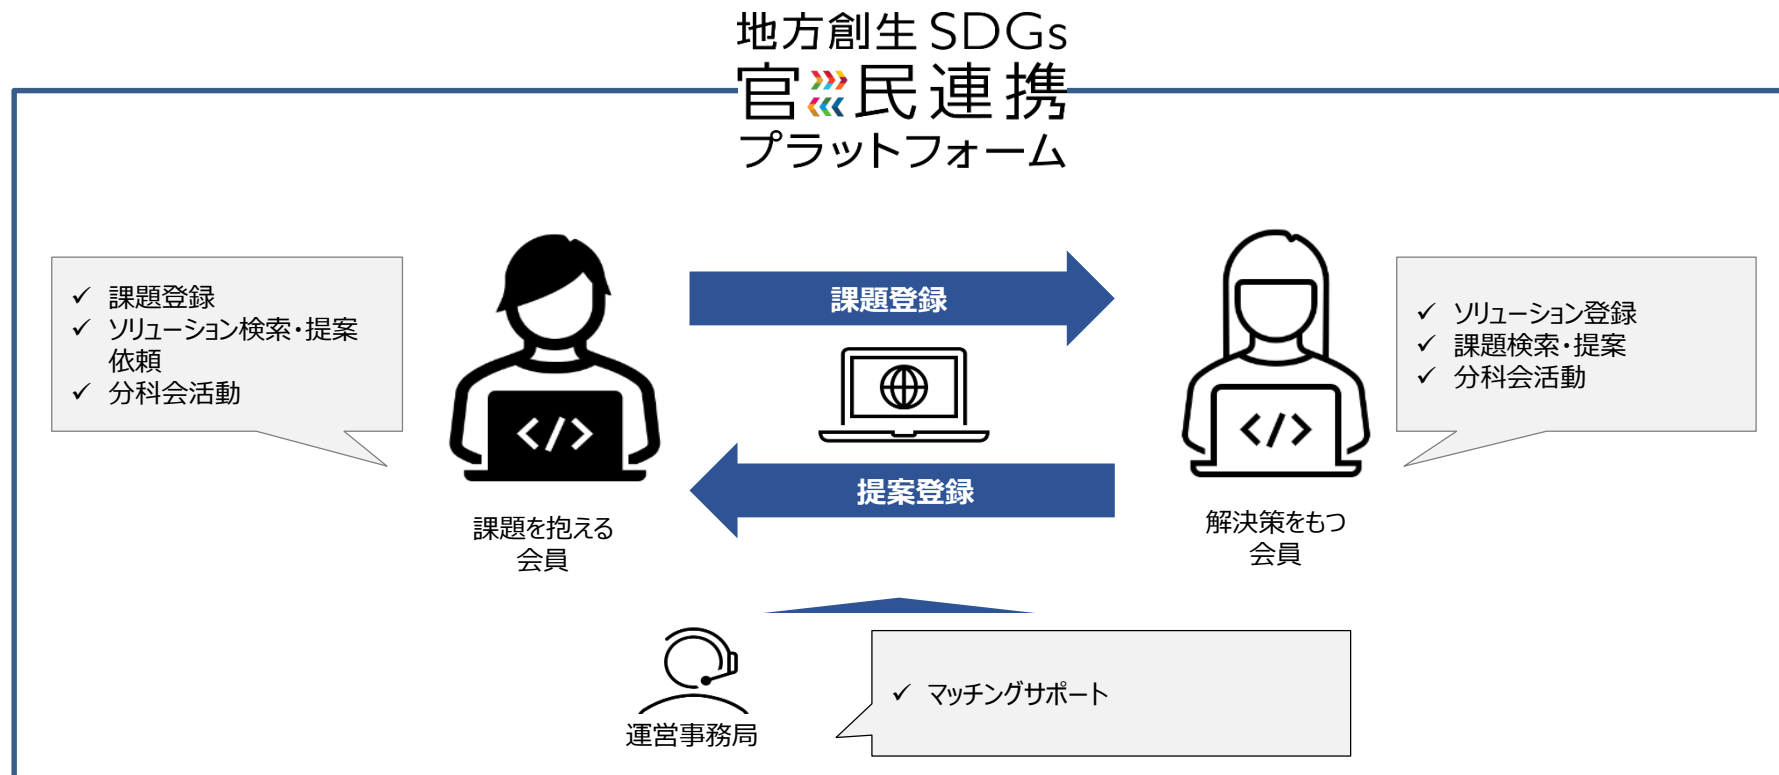 地方創生 SDGs
官民連携
プラットフォーム
✓ 課題登録
✓ ソリューション検索・提案
依頼
✓ 分科会活動
課題登録
✓ ソリューション登録
✓ 課題検索・提案
✓ 分科会活動
</>
</>
提案登録
課題を抱える
会員
解決策をもつ
会員
✓ マッチングサポート
運営事務局